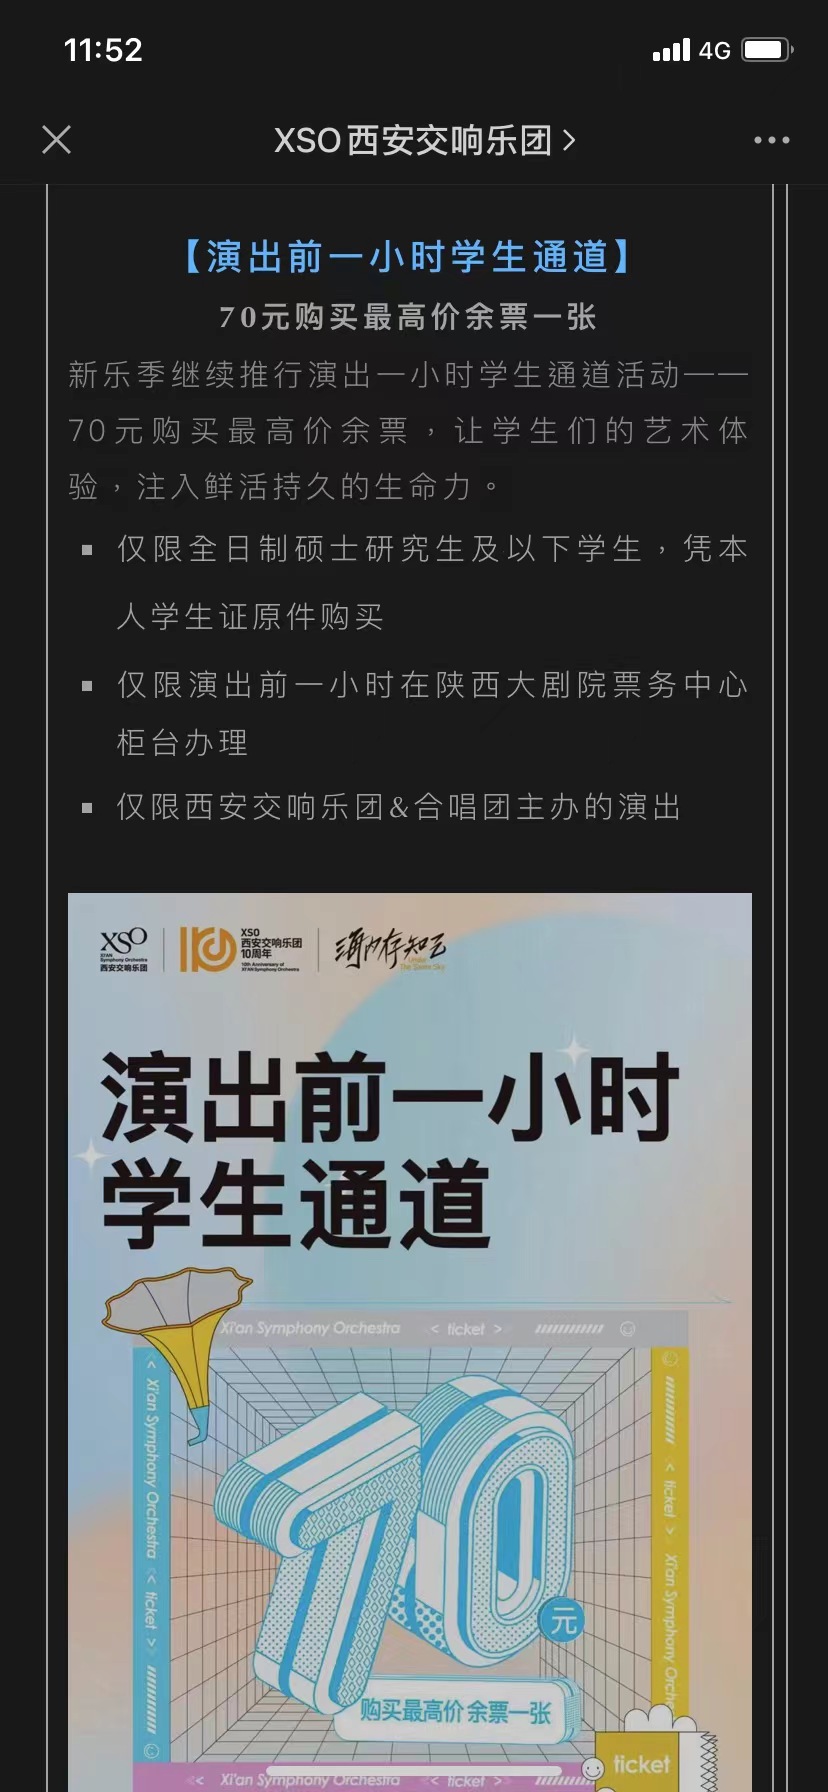 11:52
4G
XSO西安交响乐团
【演出前一小时学生通道】
70元购买最高价余票一张
新乐季继续推行演出一小时学生通道活动——
70元购买最高价余票，让学生们的艺术体
验，注入鲜活持久的生命力。
仅限全日制硕士研究生及以下学生，凭本
人学生证原件购买
仅限演出前一小时在陕西大剧院票务中心
柜台办理
仅限西安交响乐团&合唱团主办的演出
XSO
XI'AN
Symphony Orchestra
西安交响乐团
XSO
西安交响乐团
10周年
10th Anniversary of
XI'AN Symphony Orchestra
海内存知己
Under
The Same Sky
演出前一小时
学生通道
Xi'an Symphony Orchestra < ticket >
< Xi'an Symphony Orchestra < ticket >
< ticket > Xi'an Symphony Orche
70
元
购买最高价 余票一张
ticket
Xi'an Symphony Orchestra < ticket >